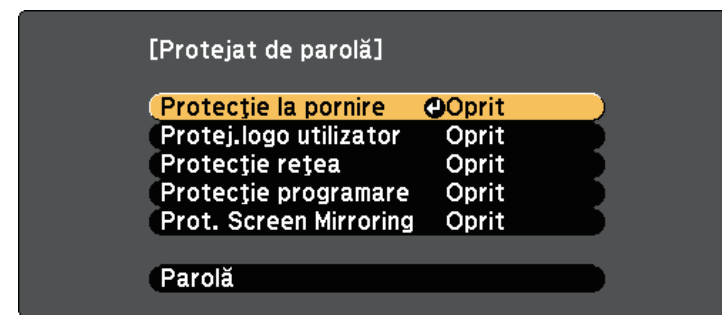 [Protejat de parolă]
Protecţie la pornire Oprit
Protej.logo utilizator Oprit
Protecţie reţea Oprit
Protecţie programare Oprit
Prot. Screen Mirroring Oprit
Parolă